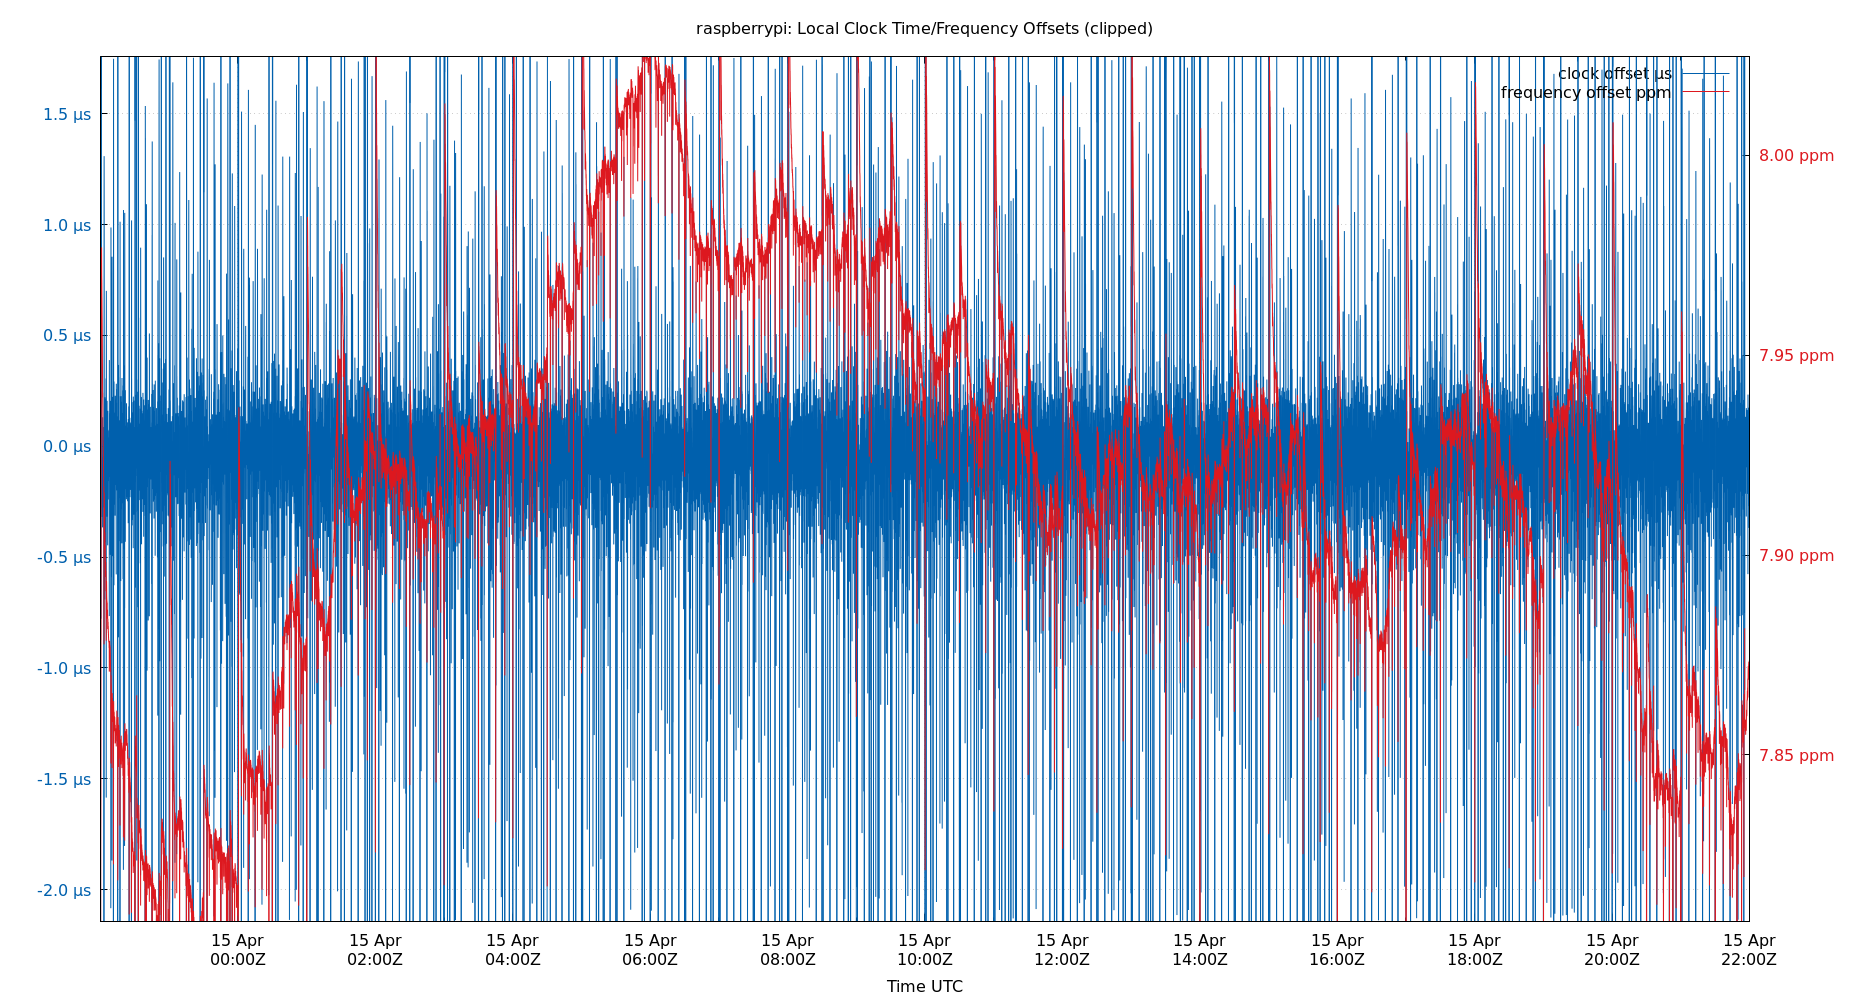 raspberrypi: Local Clock Time/Frequency Offsets (clipped)
clock offset µs
frequency offset ppm
1.5 µs
1.0 µs
0.5 µs
0.0 µs
-0.5 µs
-1.0 µs
-1.5 µs
-2.0 µs
8.00 ppm
7.95 ppm
7.90 ppm
7.85 ppm
15 Apr 15 Apr 15 Apr 15 Apr 15 Apr 15 Apr 15 Apr 15 Apr 15 Apr 15 Apr 15 Apr 15 Apr
00:00Z 02:00Z 04:00Z 06:00Z 08:00Z 10:00Z 12:00Z 14:00Z 16:00Z 18:00Z 20:00Z 22:00Z
Time UTC